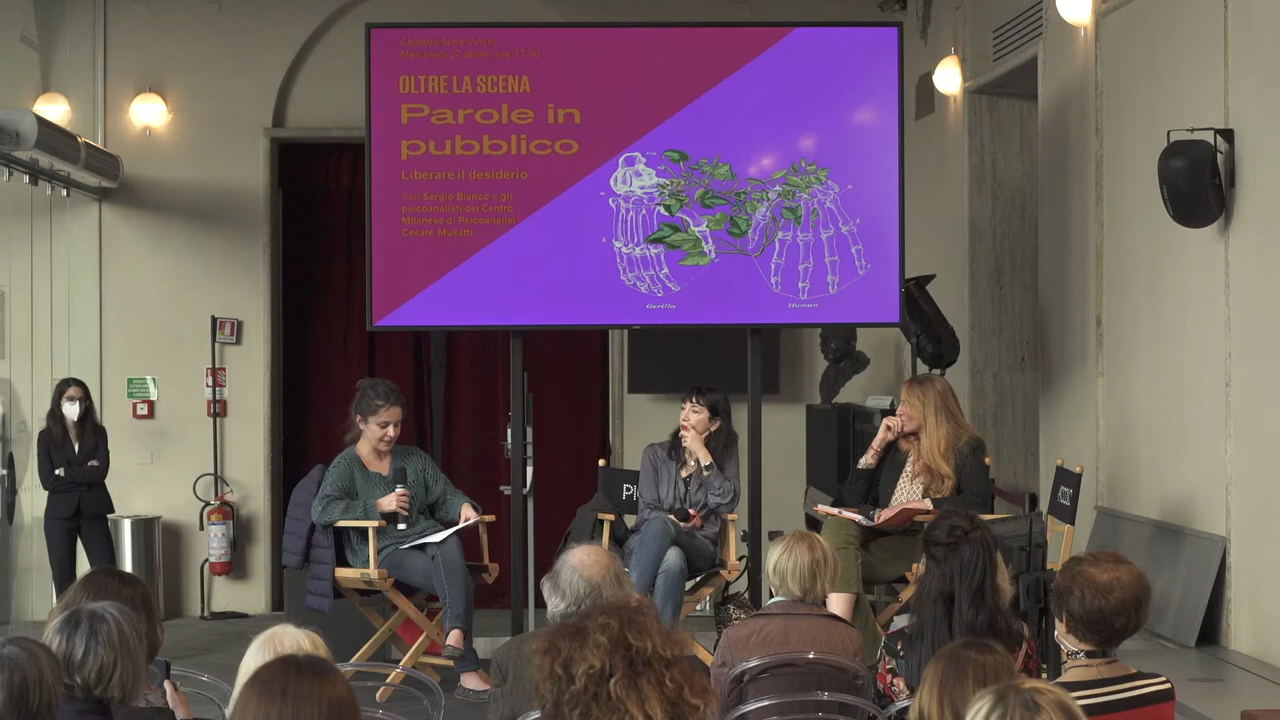 Chiostro Nina Vinchi
Mercoledì 27 aprile, ore 17.30
OLTRE LA SCENA
Parole in
pubblico
Liberare il desiderio
Con Sergio Blanco e gli
psicoanalisti del Centro
Milanese di Psicoanalisi
Cesare Musatti
Gorilla
Human
PI